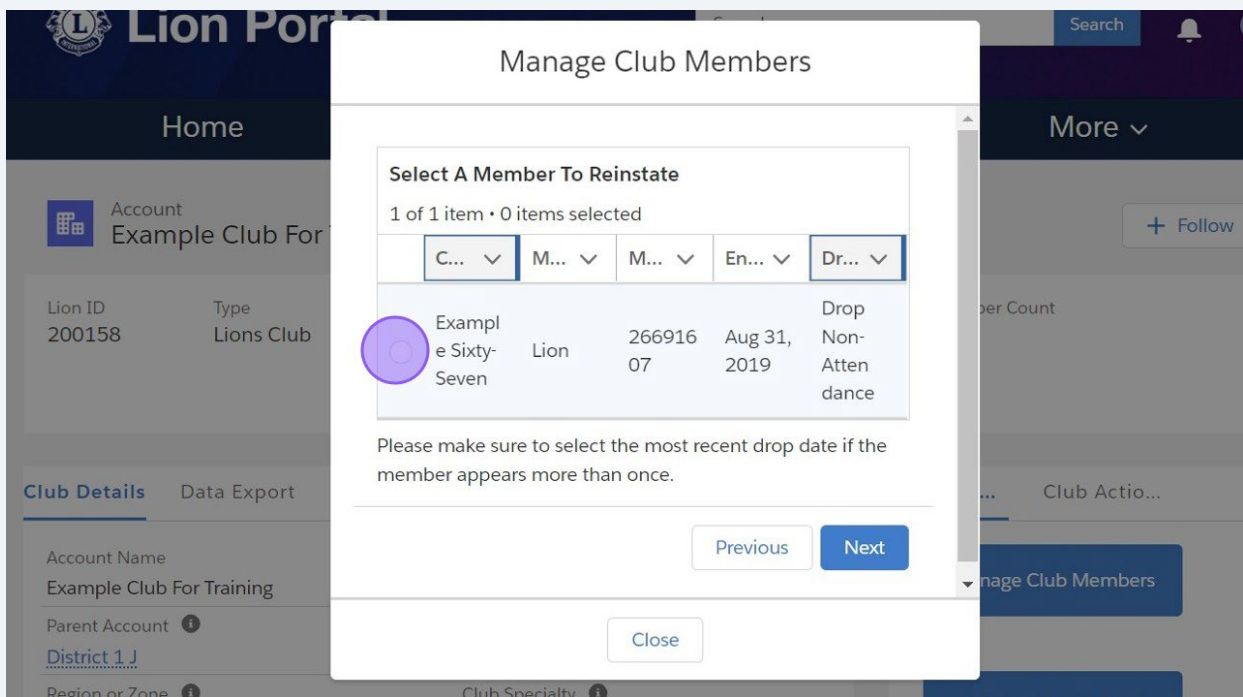 Lion Por
Search
Manage Club Members
Home
More
Select A Member To Reinstate
1 of 1 item • 0 items selected
Account
Example Club For
+ Follow
C...
M...
M...
En...
Dr...
Lion ID
200158
Type
Lions Club
Exampl
e Sixty-
Seven
Lion
266916
07
Aug 31,
2019
Drop
Non-
Atten
dance
er Count
Please make sure to select the most recent drop date if the
member appears more than once.
Club Details
Data Export
...
Club Actio...
Previous
Next
Account Name
Example Club For Training
nage Club Members
Parent Account
District 1 J
Close
Region or Zone
Club Specialty